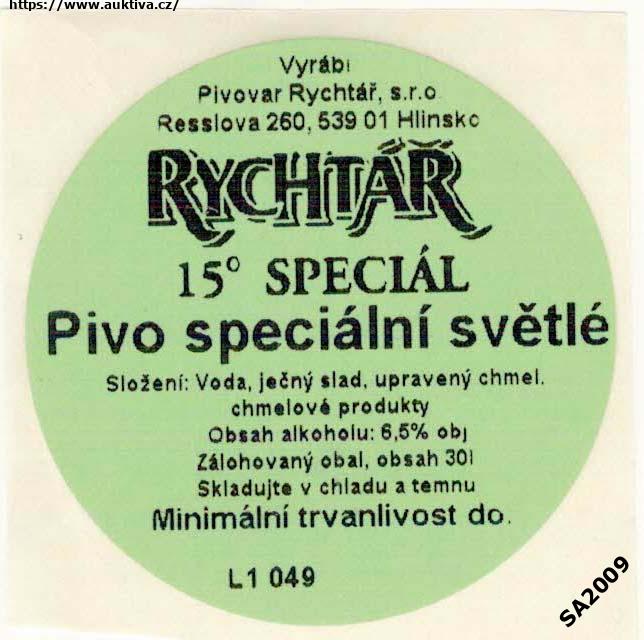 https://www.auktiva.cz/
Vyrábí
Pivovar Rychtář, s.r.o
Resslova 260, 539 01 Hlinsko
RYCHTÁŘ
15° SPECIÁL
Pivo speciální světlé
Složení: Voda, ječný slad, upravený chmel.
chmelové produkty
Obsah alkoholu: 6,5% obj
Zálohovaný obal, obsah 30l
Skladujte v chladu a temnu
Minimální trvanlivost do.
L1 049
SA2009